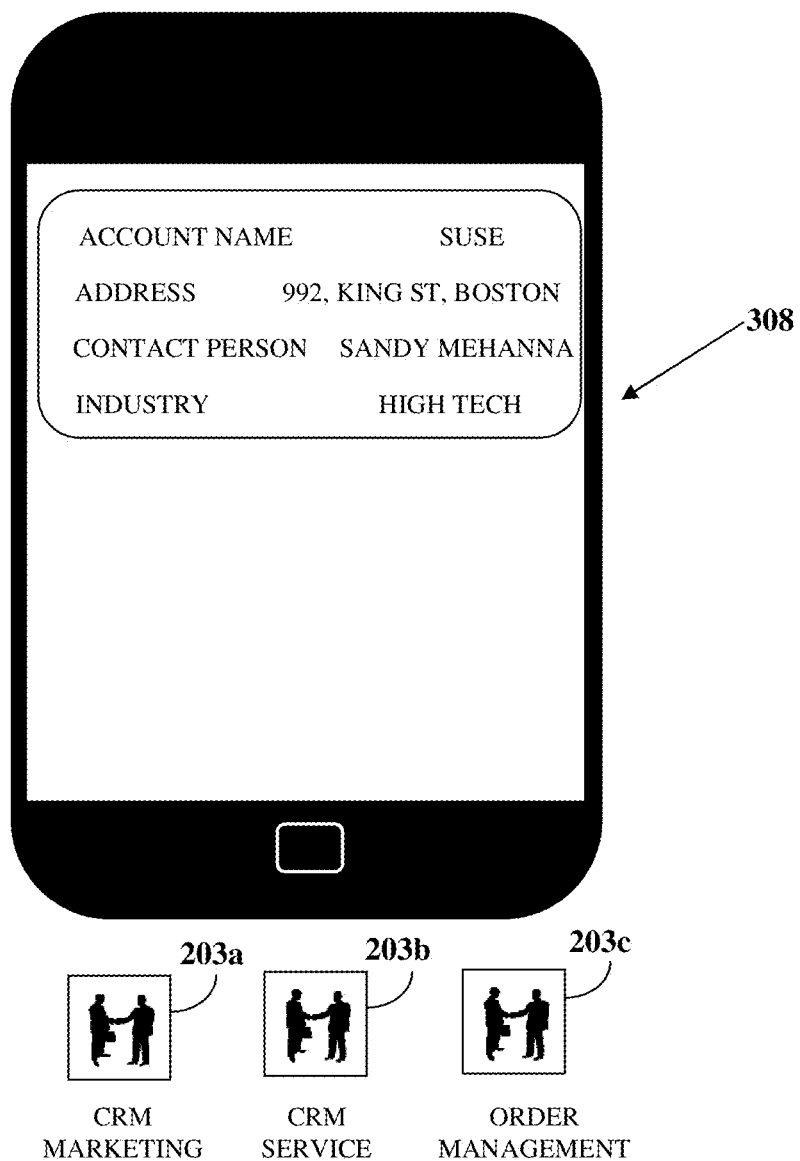 ACCOUNT NAME SUSE
ADDRESS 992, KING ST, BOSTON
CONTACT PERSON SANDY MEHANNA
INDUSTRY HIGH TECH
308
203a 203b 203c
CRM MARKETING
CRM SERVICE
ORDER MANAGEMENT